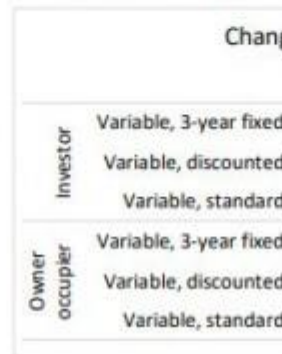 Chang
Investor
Variable, 3-year fixed
Variable, discounted
Variable, standard
Owner
occupier
Variable, 3-year fixed
Variable, discounted
Variable, standard